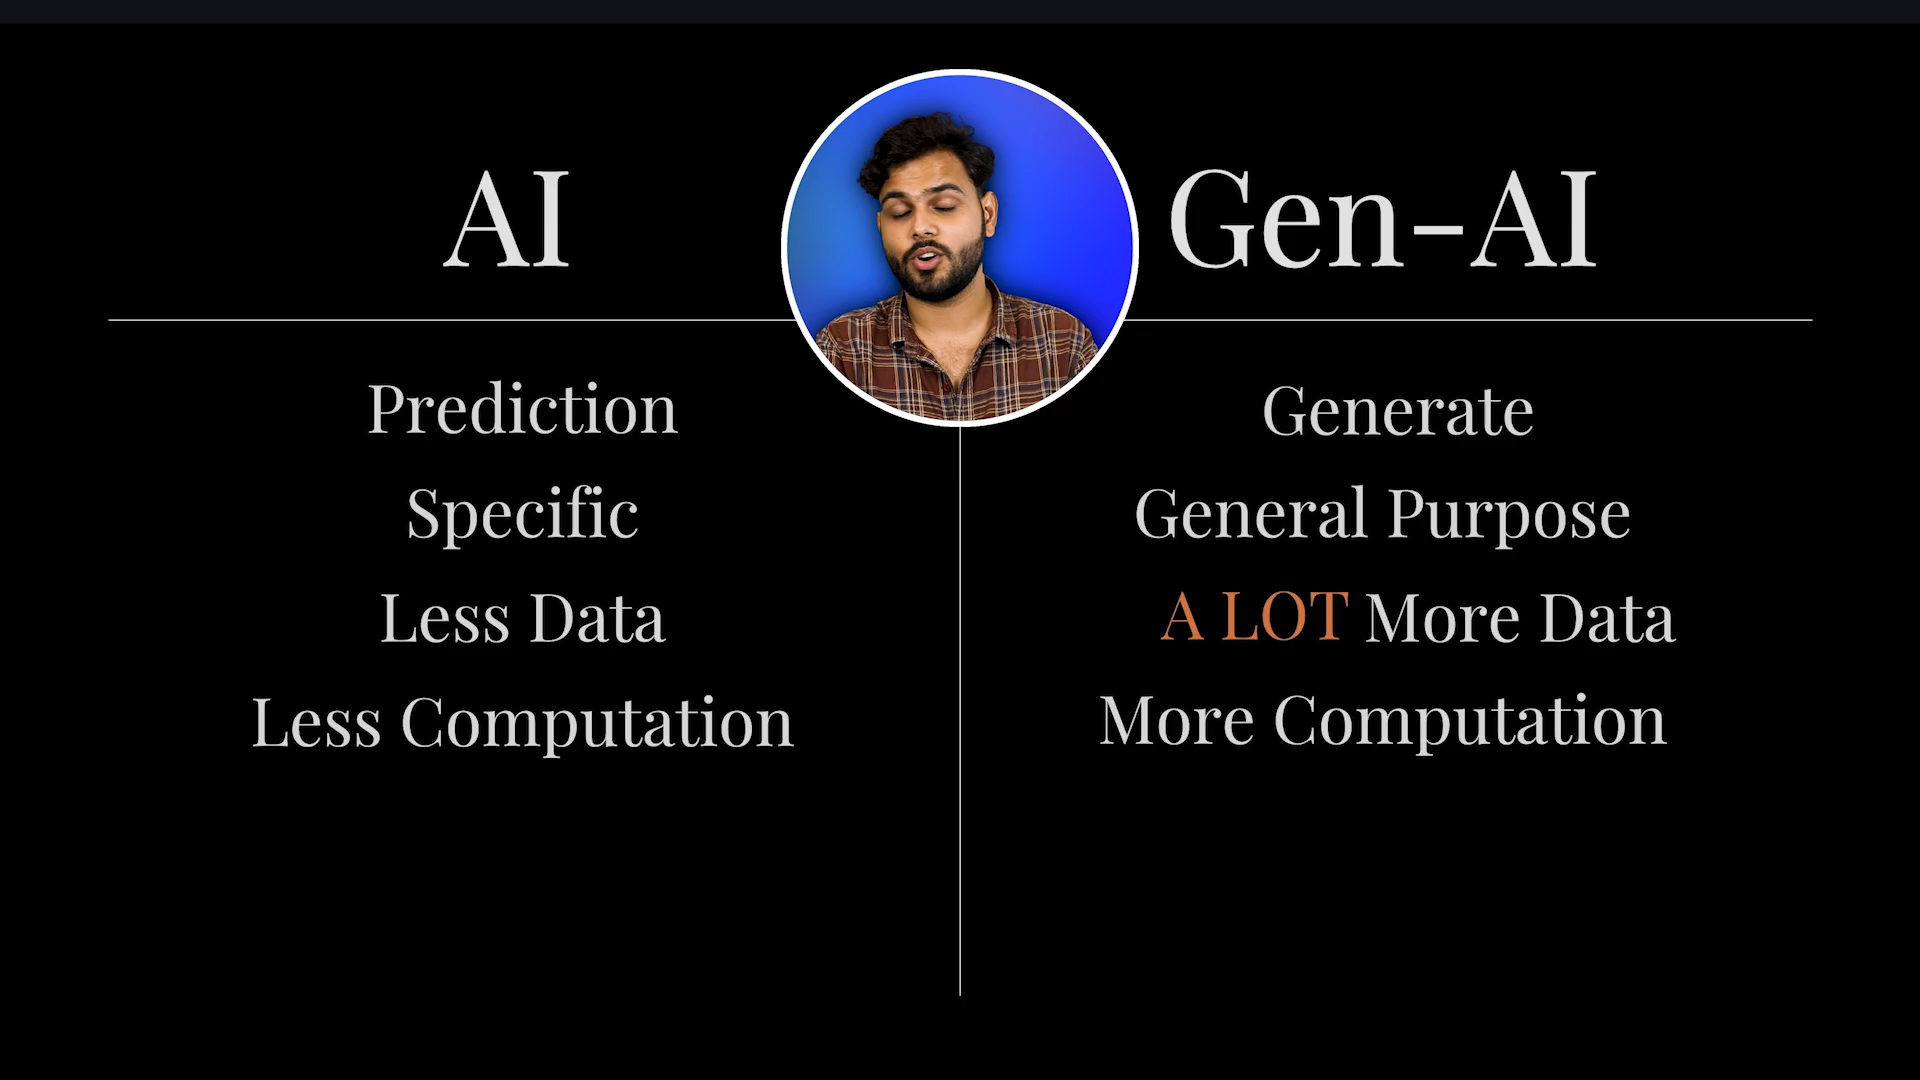 AI
Gen-AI
Prediction
Generate
Specific
General Purpose
Less Data
A LOT More Data
Less Computation
More Computation